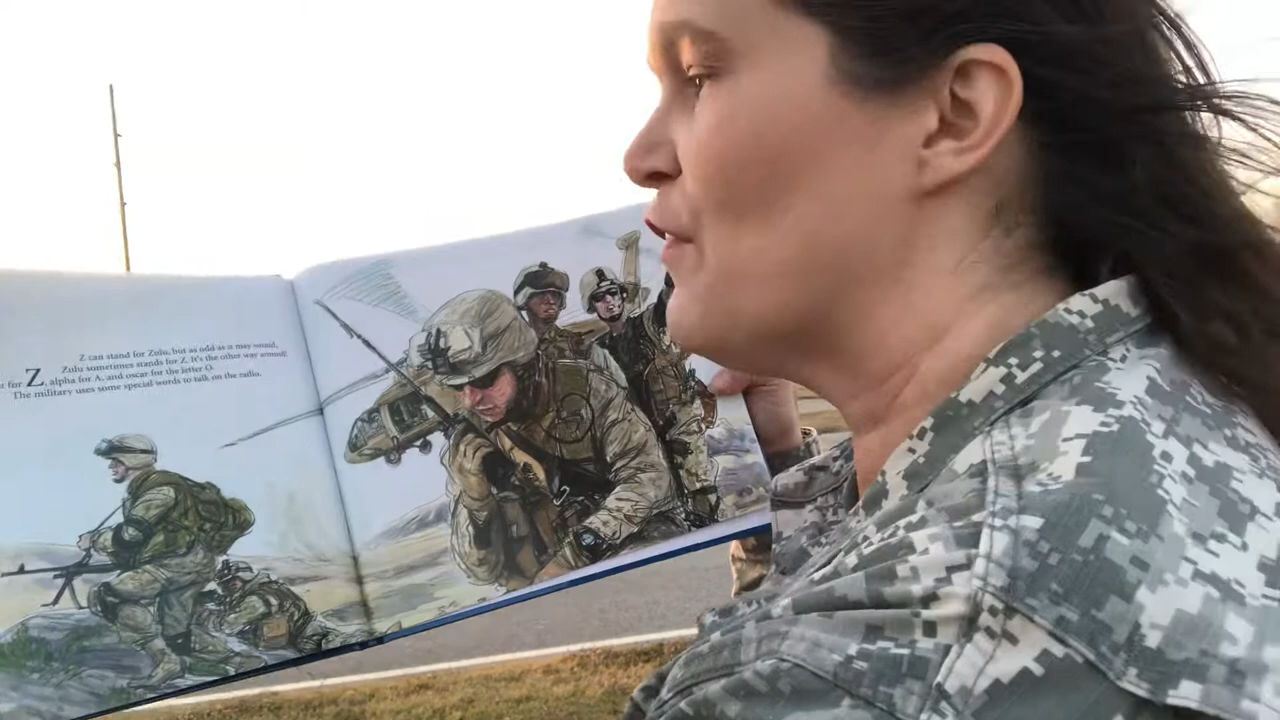 Z can stand for Zulu, but as odd as it may sound,
Zulu sometimes stands for Z. It's the other way around!
for Z, alpha for A, and oscar for the letter O.
The military uses some special words to talk on the radio.